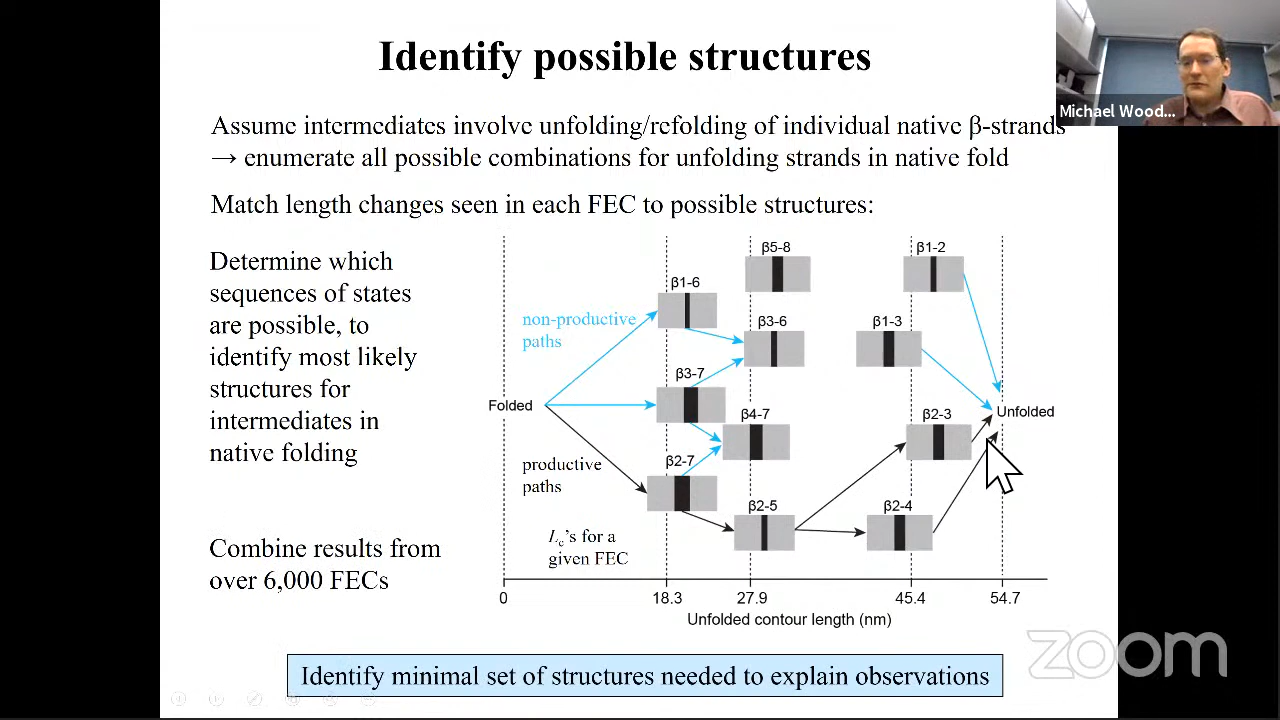 Identify possible structures
Michael Wood...
Assume intermediates involve unfolding/refolding of individual native β-strands
→ enumerate all possible combinations for unfolding strands in native fold
Match length changes seen in each FEC to possible structures:
Determine which
sequences of states
are possible, to
identify most likely
structures for
intermediates in
native folding
Combine results from
over 6,000 FECs
β5-8
β1-2
β1-6
non-productive
paths
β3-6
β1-3
β3-7
Folded
β4-7
β2-3
Unfolded
productive
paths
β2-7
β2-5
β2-4
Lc's for a
given FEC
0
18.3
27.9
45.4
54.7
Unfolded contour length (nm)
zoom
Identify minimal set of structures needed to explain observations